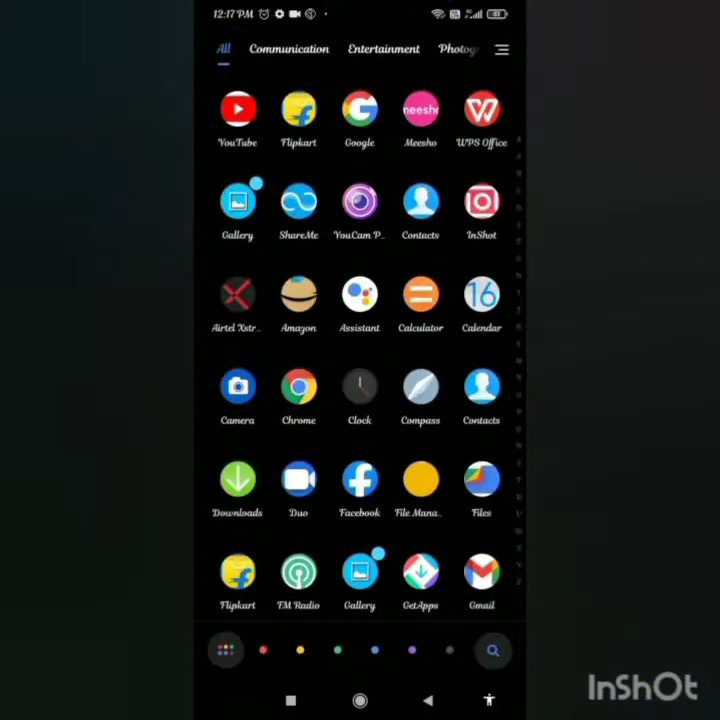 12:17 PM
All Communication Entertainment Photog
YouTube Flipkart Google Meesho WPS Office
meesho
Gallery ShareMe YouCam P.. Contacts InShot
Airtel Xstr.. Amazon Assistant Calculator Calendar
16
Camera Chrome Clock Compass Contacts
Downloads Duo Facebook File Mana.. Files
Flipkart FM Radio Gallery GetApps Gmail
InShOt